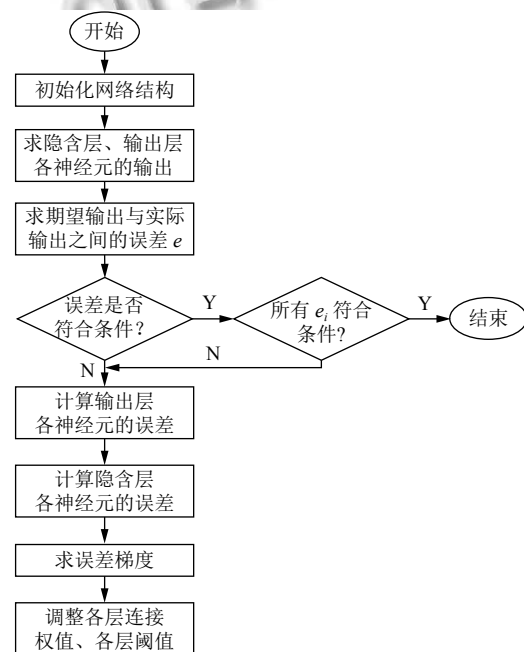 开始
初始化网络结构
求隐含层、输出层
各神经元的输出
求期望输出与实际
输出之间的误差 e
误差是否
符合条件?
Y
所有 eᵢ 符合
条件?
Y
结束
N
N
计算输出层
各神经元的误差
计算隐含层
各神经元的误差
求误差梯度
调整各层连接
权值、各层阈值